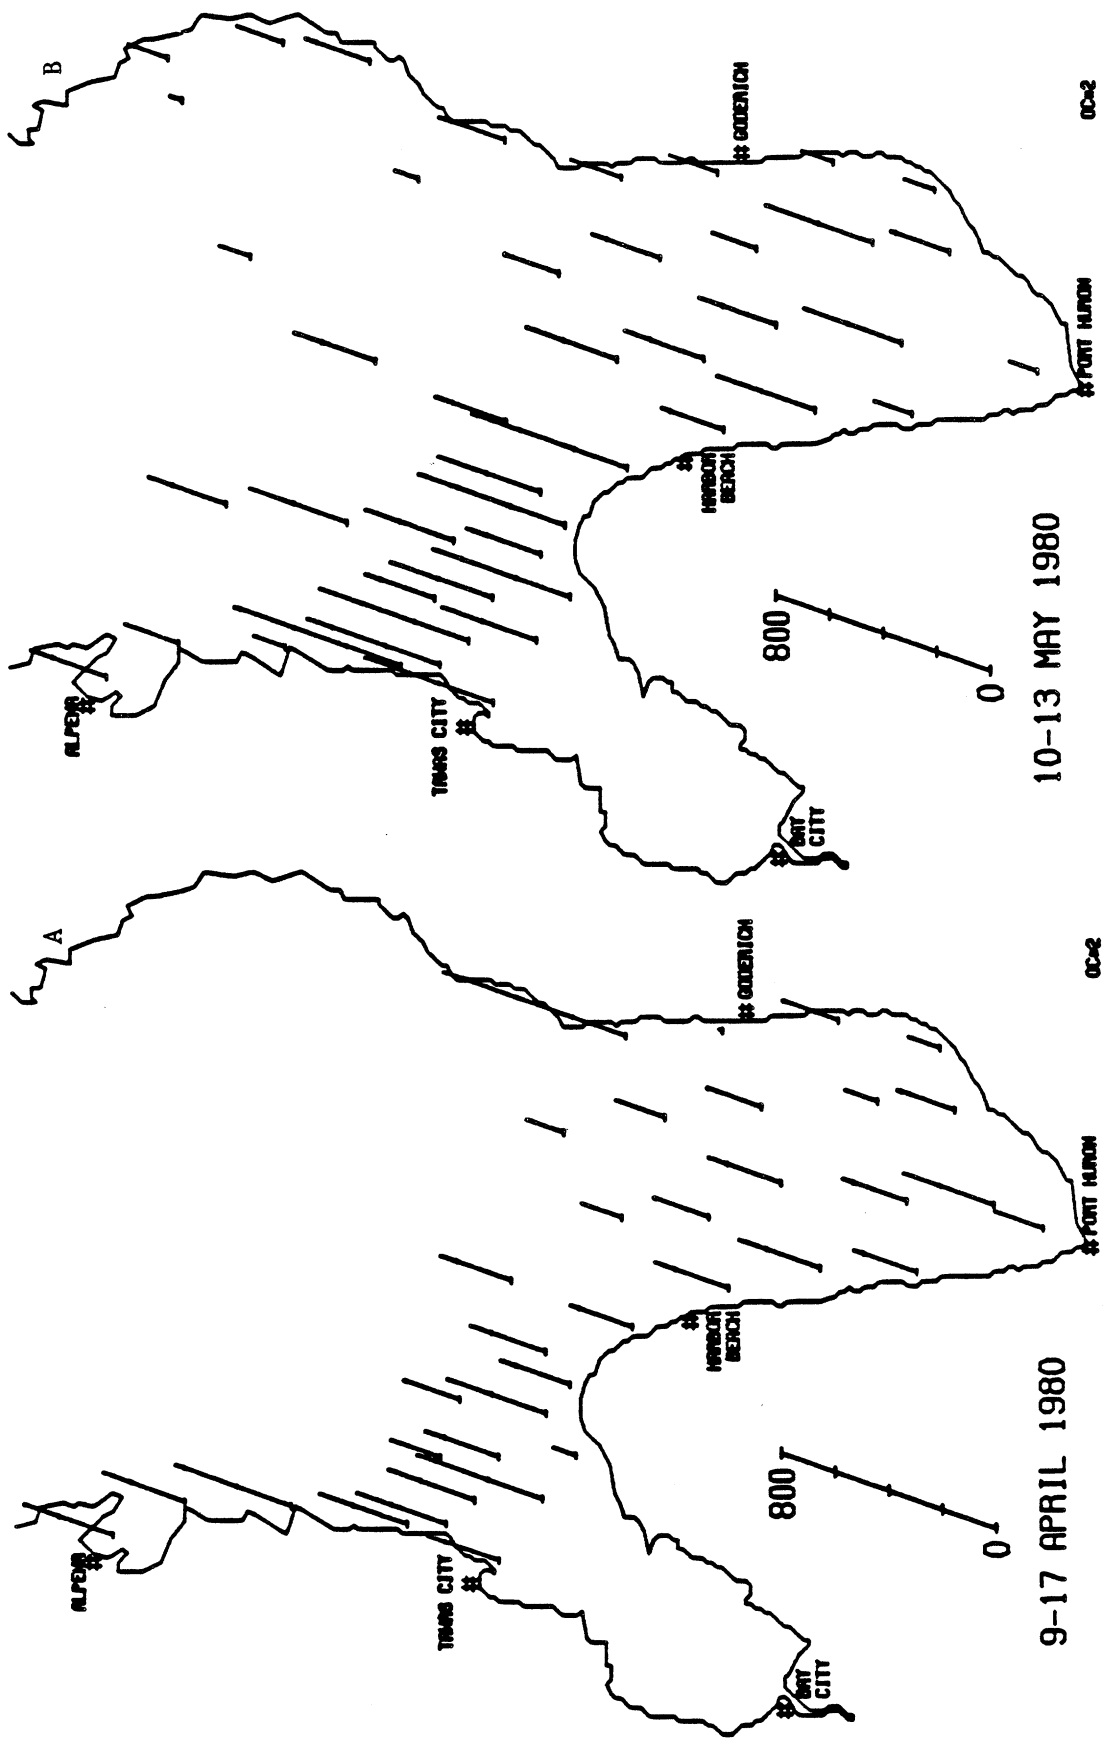 A
ALPENA
#
TAWAS CITY
#
# GODERICH
#
HARBOR
BEACH
#
BAY
CITY
# PORT HURON
800
0
9-17 APRIL 1980
OC=2
B
ALPENA
#
TAWAS CITY
#
# GODERICH
#
HARBOR
BEACH
#
BAY
CITY
# PORT HURON
800
0
10-13 MAY 1980
OC=2